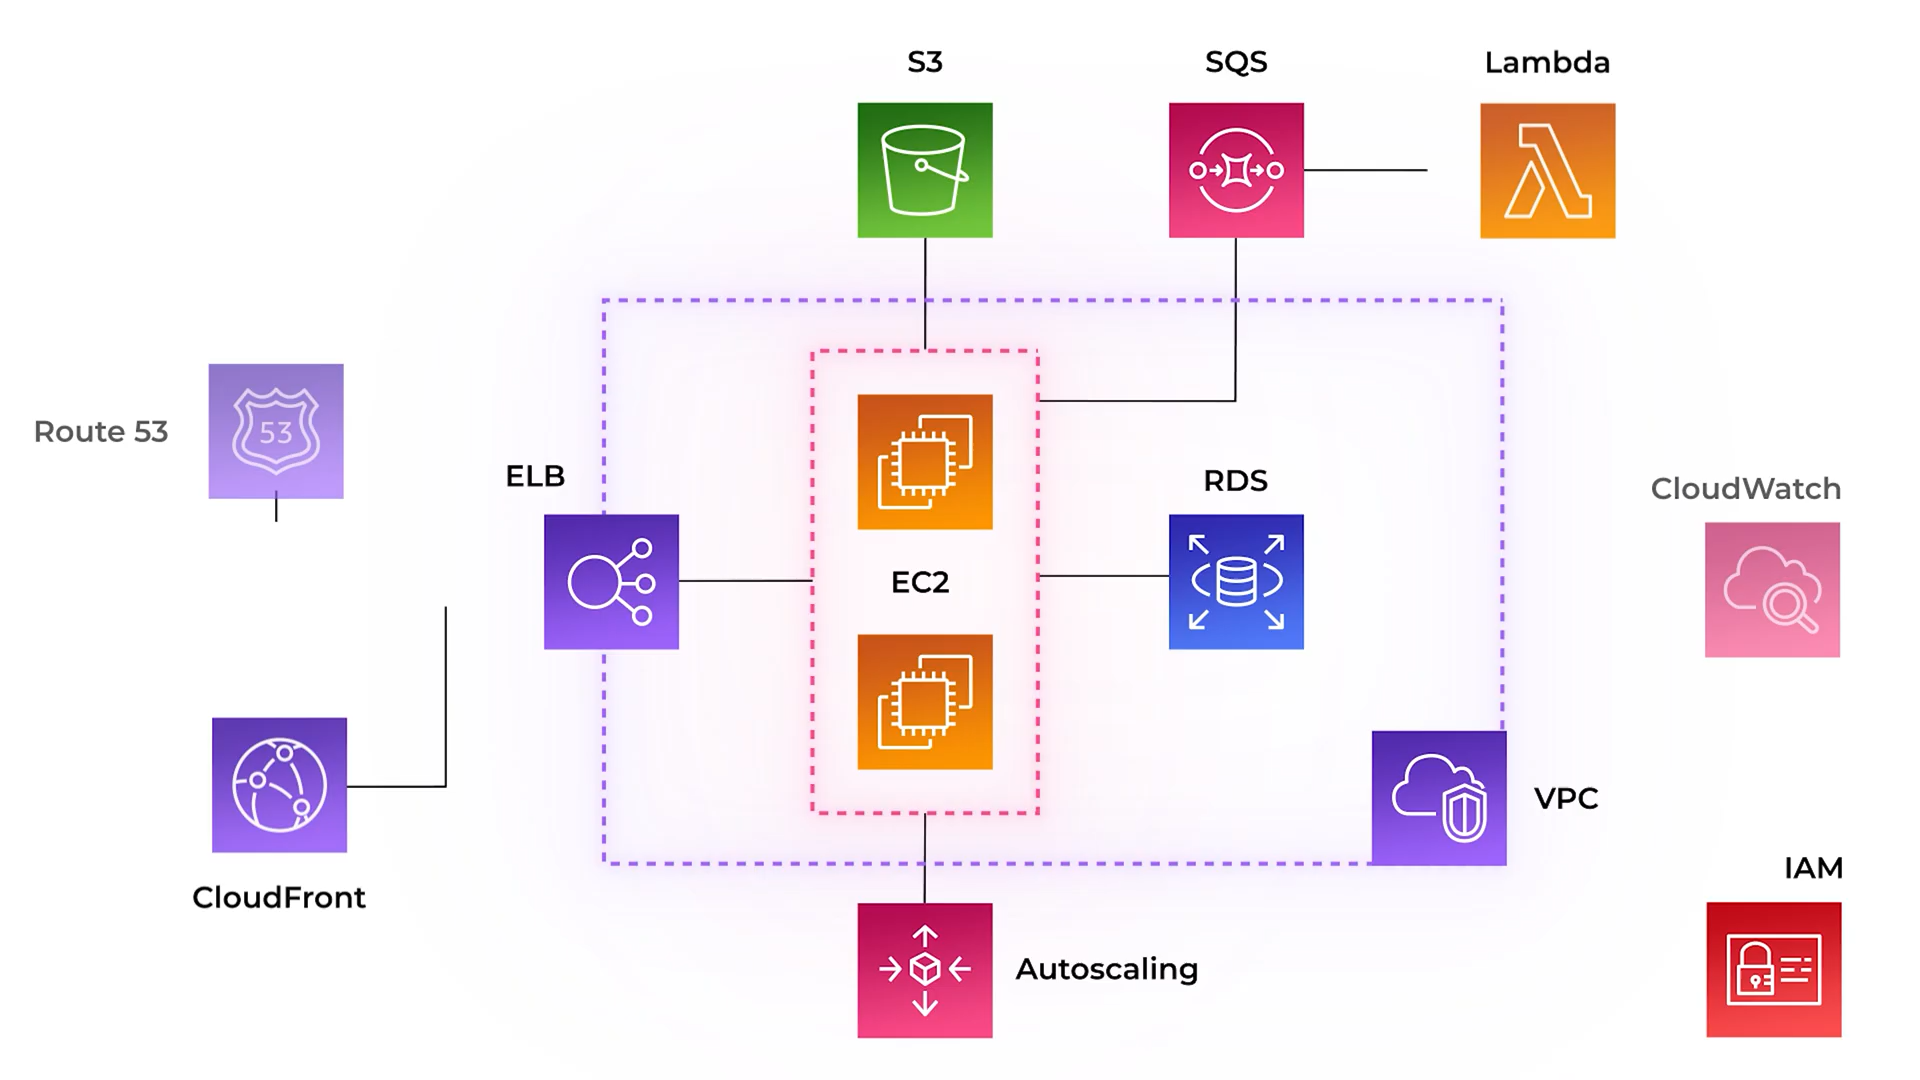 S3
SQS
Lambda
Route 53
53
ELB
RDS
CloudWatch
EC2
VPC
IAM
CloudFront
Autoscaling